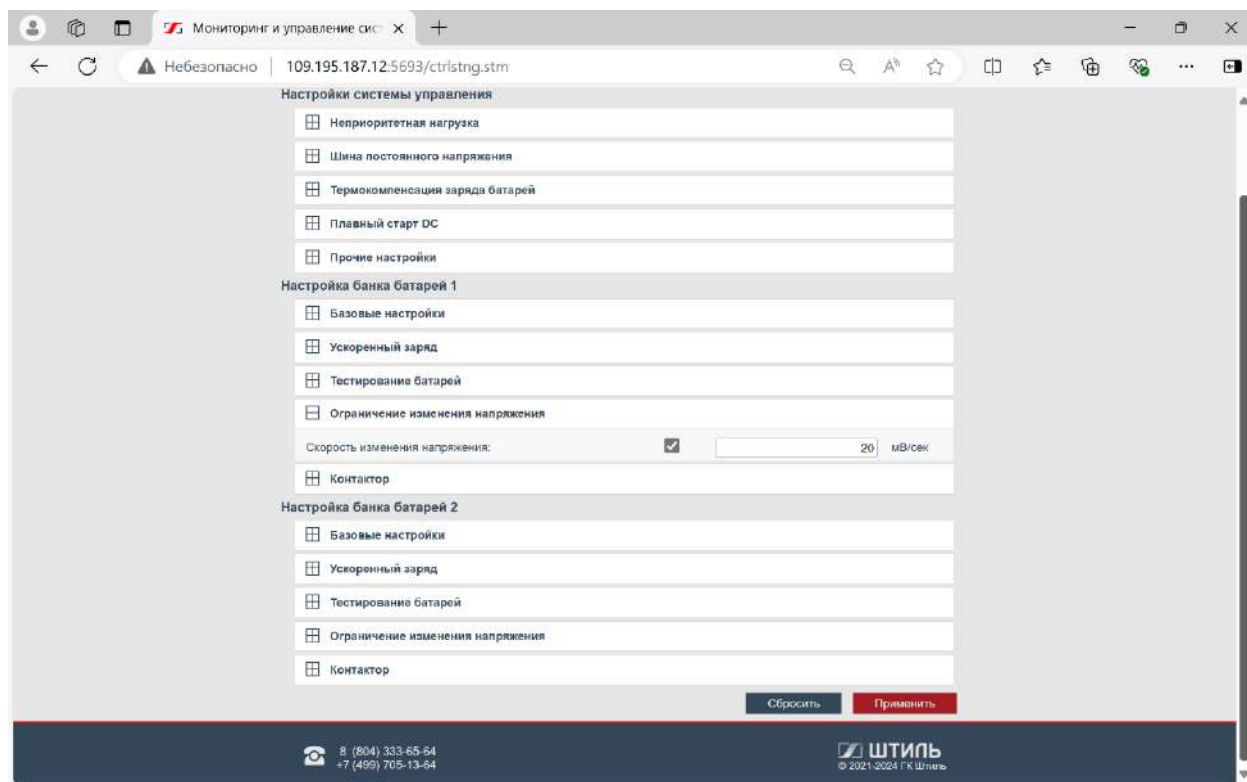 Мониторинг и управление сис
Небезопасно 109.195.187.12:5693/ctrlstng.stm
Настройки системы управления
Неприоритетная нагрузка
Шина постоянного напряжения
Термокомпенсация заряда батарей
Плавный старт DC
Прочие настройки
Настройка банка батарей 1
Базовые настройки
Ускоренный заряд
Тестирование батарей
Ограничение изменения напряжения
Скорость изменения напряжения: 20 мВ/сек
Контактор
Настройка банка батарей 2
Базовые настройки
Ускоренный заряд
Тестирование батарей
Ограничение изменения напряжения
Контактор
Сбросить Применить
8 (804) 333-65-64
+7 (499) 705-13-64
ШТИЛЬ
© 2021-2024 ГК Штиль